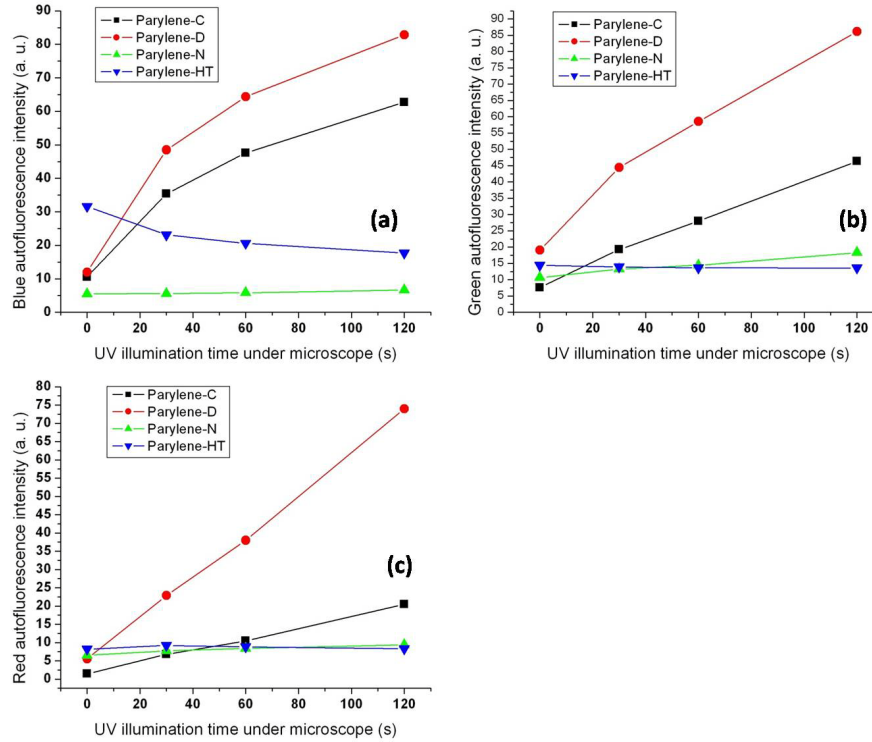 Parylene-C
Parylene-D
Parylene-N
Parylene-HT
90
80
70
60
50
40
30
20
10
0
Blue autofluorescence intensity (a. u.)
(a)
0 20 40 60 80 100 120
UV illumination time under microscope (s)
Parylene-C
Parylene-D
Parylene-N
Parylene-HT
90
85
80
75
70
65
60
55
50
45
40
35
30
25
20
15
10
5
0
Green autofluorescence intensity (a. u.)
(b)
0 20 40 60 80 100 120
UV illumination time under microscope (s)
Parylene-C
Parylene-D
Parylene-N
Parylene-HT
80
75
70
65
60
55
50
45
40
35
30
25
20
15
10
5
0
Red autofluorescence intensity (a. u.)
(c)
0 20 40 60 80 100 120
UV illumination time under microscope (s)